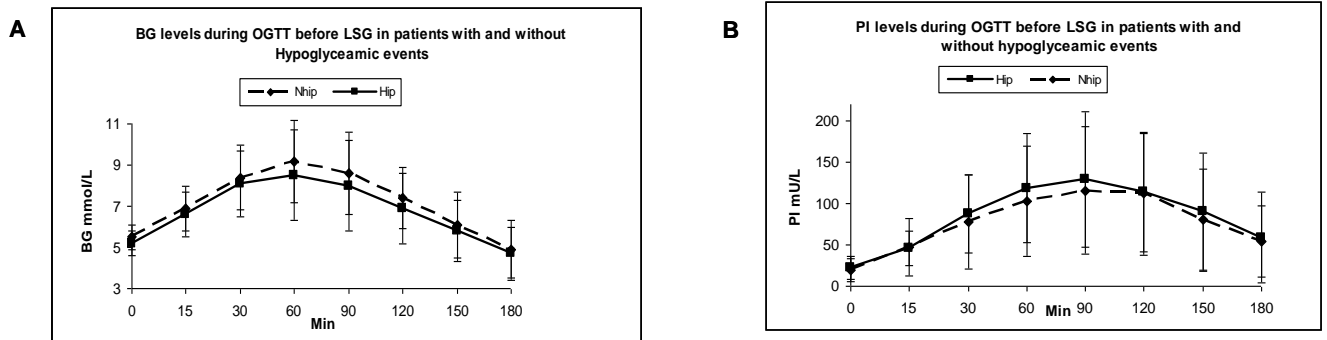 A
BG levels during OGTT before LSG in patients with and without
Hypoglyceamic events
Nhip Hip
BG mmol/L
11
9
7
5
3
0 15 30 60 90 120 150 180
Min
B
PI levels during OGTT before LSG in patients with and
without hypoglyceamic events
Hip Nhip
PI mU/L
200
150
100
50
0
0 15 30 60 90 120 150 180
Min